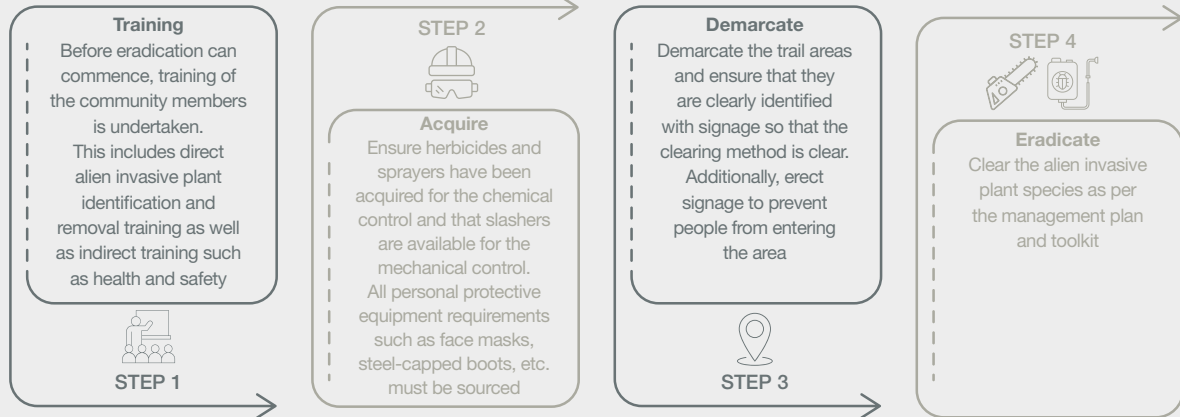 Training
Before eradication can
commence, training of
the community members
is undertaken.
This includes direct
alien invasive plant
identification and
removal training as well
as indirect training such
as health and safety
STEP 1
STEP 2
Acquire
Ensure herbicides and
sprayers have been
acquired for the chemical
control and that slashers
are available for the
mechanical control.
All personal protective
equipment requirements
such as face masks,
steel-capped boots, etc.
must be sourced
Demarcate
Demarcate the trail areas
and ensure that they
are clearly identified
with signage so that the
clearing method is clear.
Additionally, erect
signage to prevent
people from entering
the area
STEP 3
STEP 4
Eradicate
Clear the alien invasive
plant species as per
the management plan
and toolkit